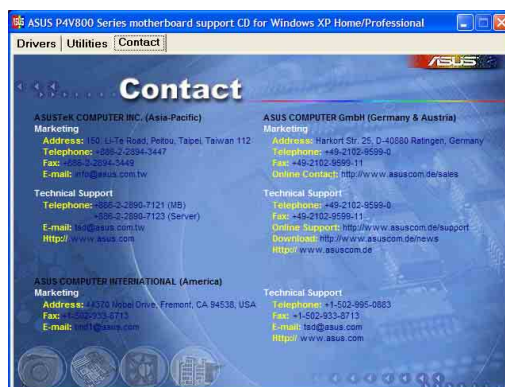 ASUS P4V800 Series motherboard support CD for Windows XP Home/Professional
Drivers Utilities Contact
ASUS
Contact
ASUSTeK COMPUTER INC. (Asia-Pacific)
Marketing
Address: 150, Li-Te Road, Peitou, Taipei, Taiwan 112
Telephone: +886-2-2894-3447
Fax: +886-2-2894-3449
E-mail: info@asus.com.tw
Technical Support
Telephone: +886-2-2890-7121 (MB)
+886-2-2890-7123 (Server)
E-mail: tsd@asus.com.tw
Http:// www.asus.com
ASUS COMPUTER GmbH (Germany & Austria)
Marketing
Address: Harkort Str. 25, D-40880 Ratingen, Germany
Telephone: +49-2102-9599-0
Fax: +49-2102-9599-11
Online Contact: http://www.asuscom.de/sales
Technical Support
Telephone: +49-2102-9599-0
Fax: +49-2102-9599-11
Online Support: http://www.asuscom.de/support
Download: http://www.asuscom.de/news
Http:// www.asuscom.de
ASUS COMPUTER INTERNATIONAL (America)
Marketing
Address: 44370 Nobel Drive, Fremont, CA 94538, USA
Fax: +1-502-933-8713
E-mail: tmd1@asus.com
Technical Support
Telephone: +1-502-995-0883
Fax: +1-502-933-8713
E-mail: tsd@asus.com
Http:// www.asus.com